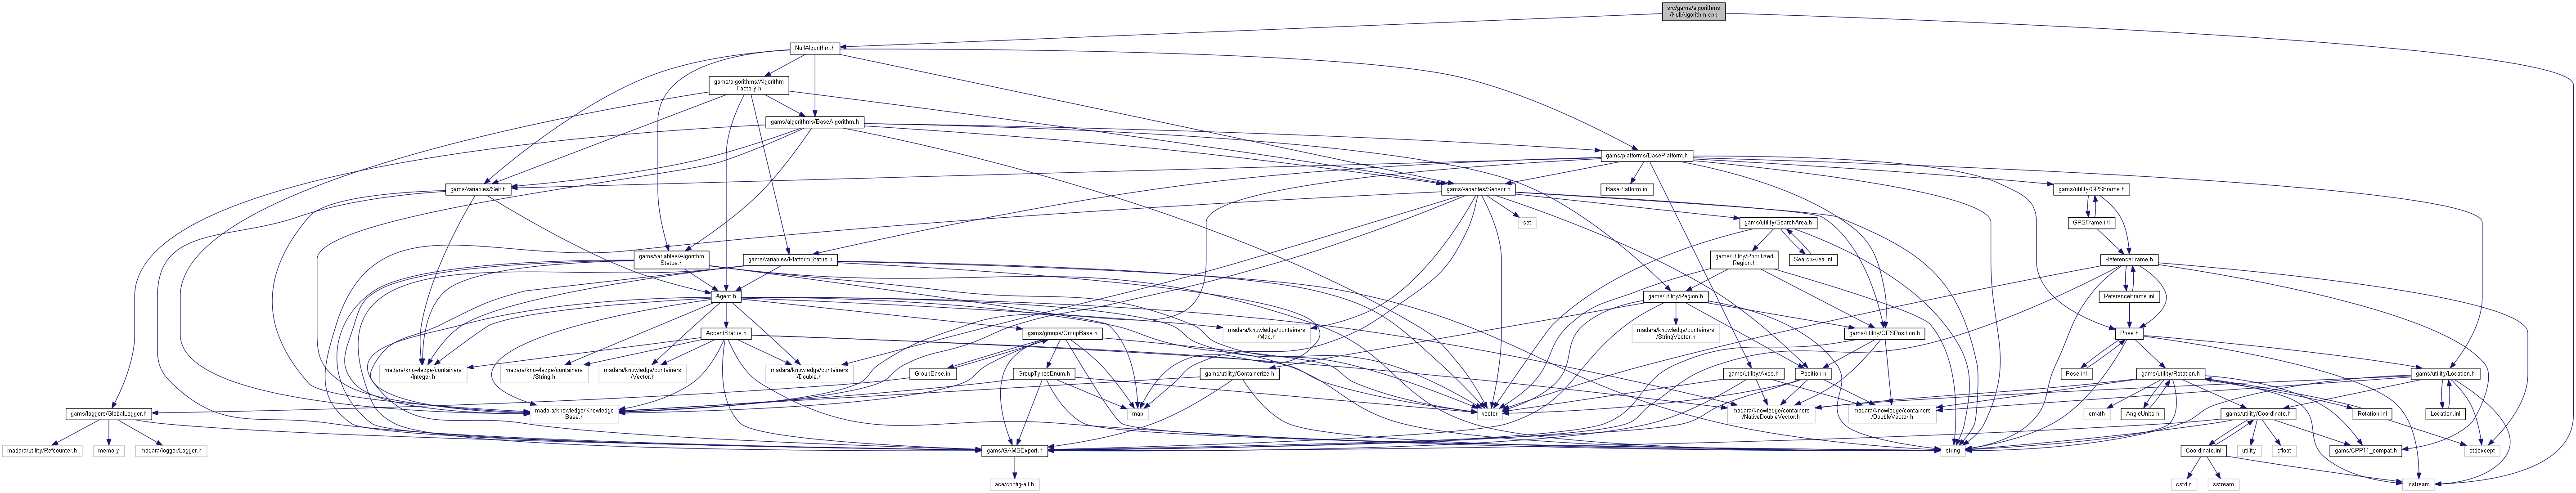 src/gams/algorithms
/NullAlgorithm.cpp
NullAlgorithm.h
gams/algorithms/Algorithm
Factory.h
gams/algorithms/BaseAlgorithm.h
gams/platforms/BasePlatform.h
gams/variables/Self.h
gams/variables/Sensor.h
BasePlatform.inl
gams/utility/GPSFrame.h
set
gams/utility/SearchArea.h
GPSFrame.inl
gams/variables/Algorithm
Status.h
gams/variables/PlatformStatus.h
gams/utility/Prioritized
Region.h
SearchArea.inl
ReferenceFrame.h
Agent.h
gams/utility/Region.h
ReferenceFrame.inl
AccentStatus.h
gams/groups/GroupBase.h
madara/knowledge/containers
/Map.h
madara/knowledge/containers
/StringVector.h
gams/utility/GPSPosition.h
Pose.h
madara/knowledge/containers
/Integer.h
madara/knowledge/containers
/String.h
madara/knowledge/containers
/Vector.h
madara/knowledge/containers
/Double.h
GroupBase.inl
GroupTypesEnum.h
gams/utility/Containerize.h
gams/utility/Axes.h
Position.h
Pose.inl
gams/utility/Rotation.h
gams/utility/Location.h
gams/loggers/GlobalLogger.h
madara/knowledge/Knowledge
Base.h
map
vector
madara/knowledge/containers
/NativeDoubleVector.h
madara/knowledge/containers
/DoubleVector.h
cmath
AngleUnits.h
gams/utility/Coordinate.h
Rotation.inl
Location.inl
madara/utility/Refcounter.h
memory
madara/logger/Logger.h
gams/GAMSExport.h
string
Coordinate.inl
utility
cfloat
gams/CPP11_compat.h
stdexcept
ace/config-all.h
cstdio
sstream
iostream